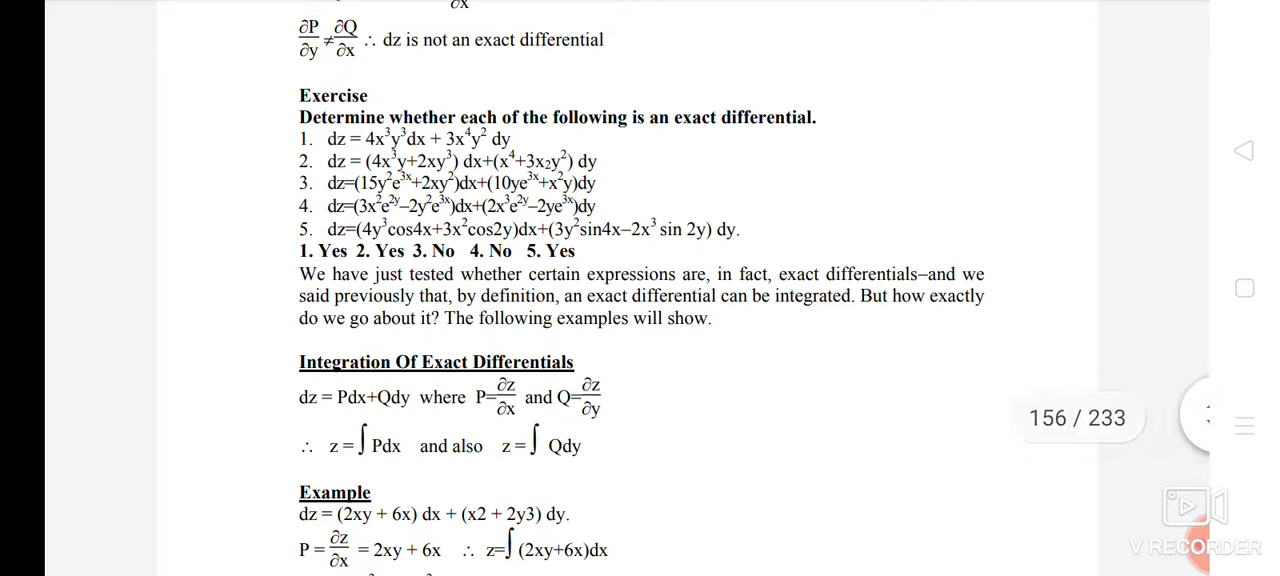 ∂x
∂P/∂y ≠ ∂Q/∂x ∴ dz is not an exact differential
Exercise
Determine whether each of the following is an exact differential.
1. dz = 4x³y³dx + 3x⁴y² dy
2. dz = (4x³y+2xy³) dx+(x⁴+3x2y²) dy
3. dz=(15y²e³ˣ+2xy²)dx+(10ye³ˣ+x²y)dy
4. dz=(3x²e²ʸ–2y²e³ˣ)dx+(2x³e²ʸ–2ye³ˣ)dy
5. dz=(4y³cos4x+3x²cos2y)dx+(3y²sin4x–2x³ sin 2y) dy.
1. Yes 2. Yes 3. No 4. No 5. Yes
We have just tested whether certain expressions are, in fact, exact differentials–and we
said previously that, by definition, an exact differential can be integrated. But how exactly
do we go about it? The following examples will show.
Integration Of Exact Differentials
dz = Pdx+Qdy where P=∂z/∂x and Q=∂z/∂y
∴ z = ∫ Pdx and also z = ∫ Qdy
156 / 233
Example
dz = (2xy + 6x) dx + (x2 + 2y3) dy.
P = ∂z/∂x = 2xy + 6x ∴ z=∫ (2xy+6x)dx
V RECORDER